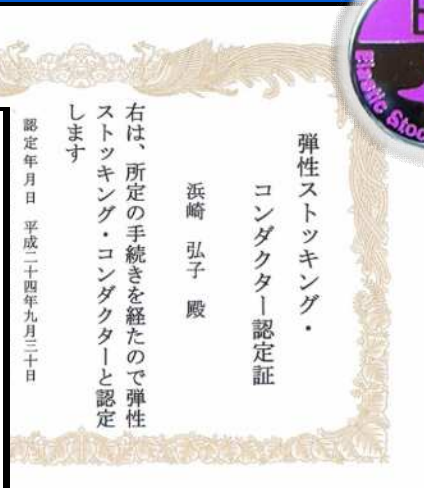 弾性ストッキング・
コンダクター認定証
浜崎 弘子 殿
右は、所定の手続きを経たので弾性
ストッキング・コンダクターと認定
します
認定年月日 平成二十四年九月三十日
Elastic